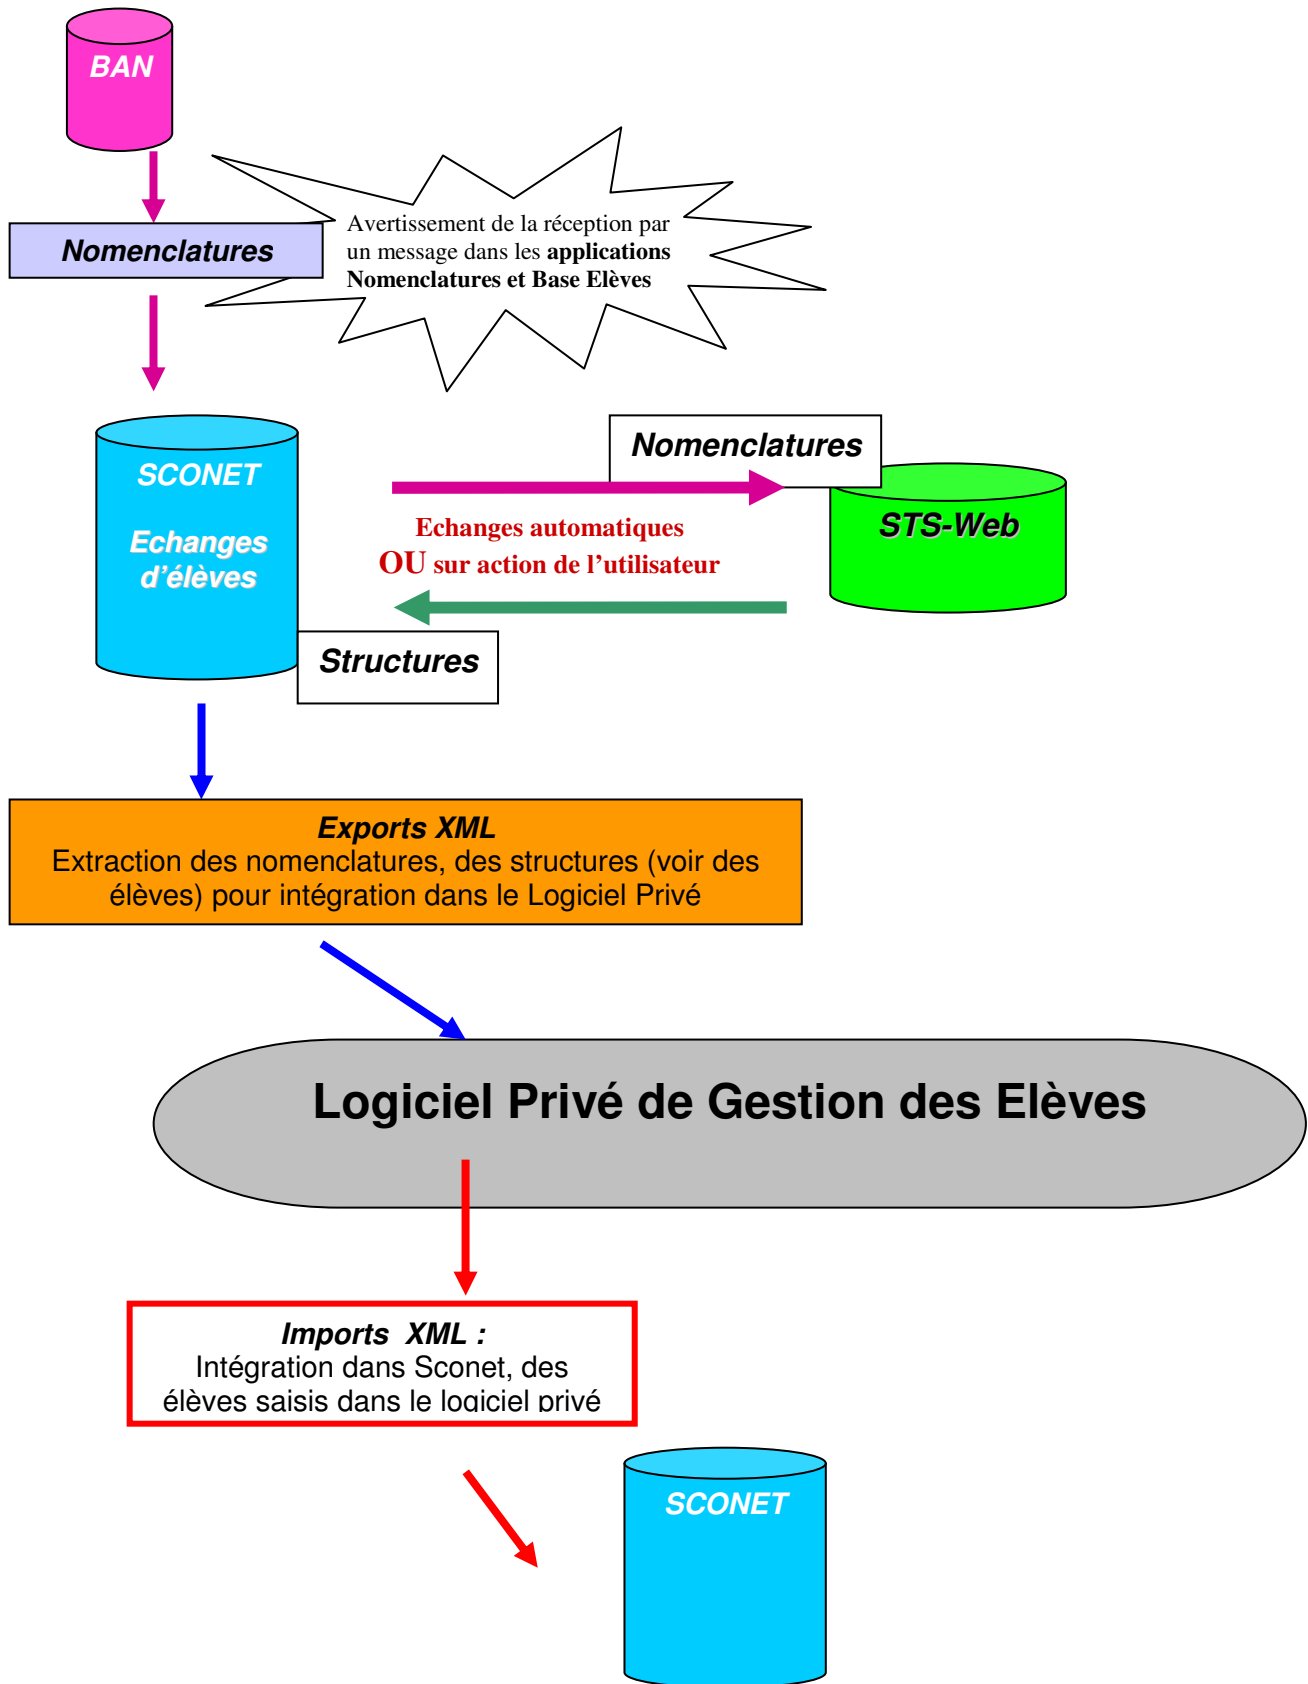 BAN
Avertissement de la réception par
un message dans les applications
Nomenclatures et Base Elèves
Nomenclatures
Nomenclatures
SCONET
Echanges
d'élèves
STS-Web
Echanges automatiques
OU sur action de l'utilisateur
Structures
Exports XML
Extraction des nomenclatures, des structures (voir des
élèves) pour intégration dans le Logiciel Privé
Logiciel Privé de Gestion des Elèves
Imports XML :
Intégration dans Sconet, des
élèves saisis dans le logiciel privé
SCONET